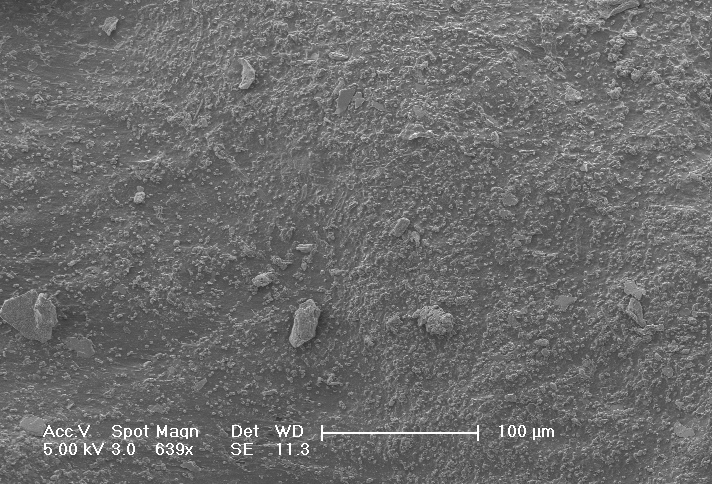 Acc.V Spot Magn Det WD 100 µm
5.00 kV 3.0 639x SE 11.3